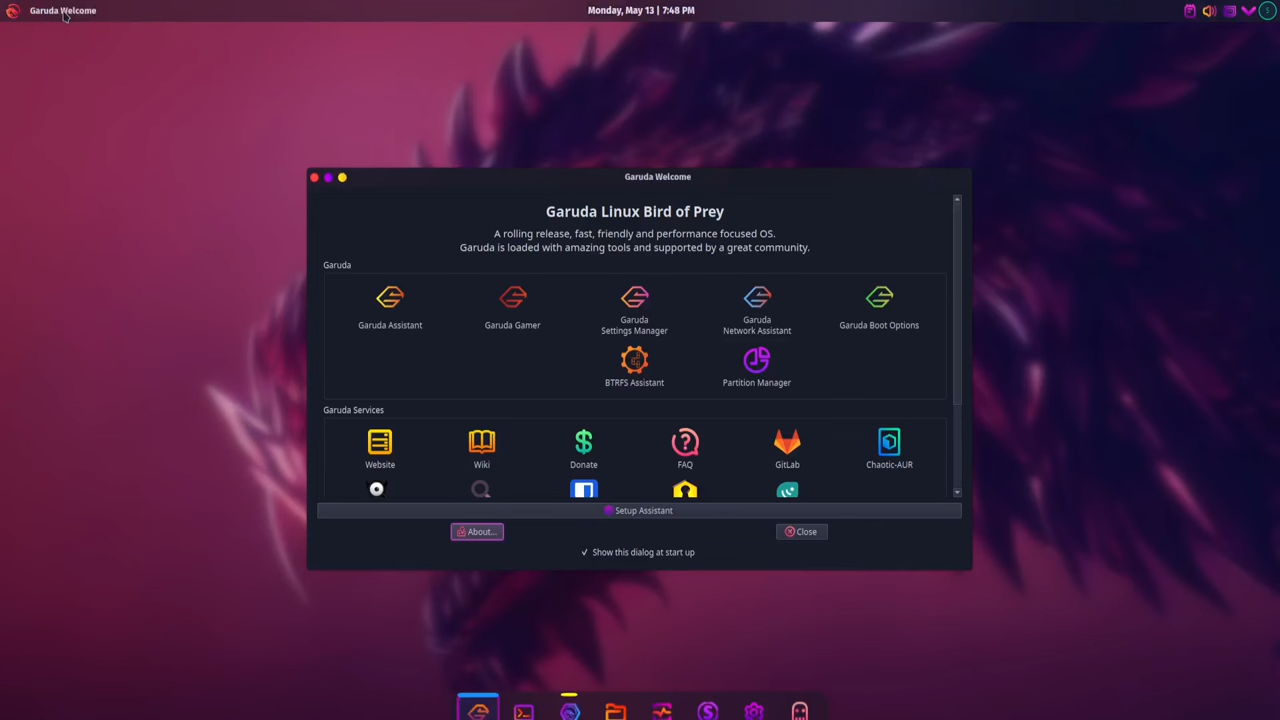 Garuda Welcome
Monday, May 13 | 7:48 PM
Garuda Welcome
Garuda Linux Bird of Prey
A rolling release, fast, friendly and performance focused OS.
Garuda is loaded with amazing tools and supported by a great community.
Garuda
Garuda Assistant
Garuda Gamer
Garuda
Settings Manager
Garuda
Network Assistant
Garuda Boot Options
BTRFS Assistant
Partition Manager
Garuda Services
Website
Wiki
Donate
FAQ
GitLab
Chaotic-AUR
Setup Assistant
About...
Close
✓ Show this dialog at start up